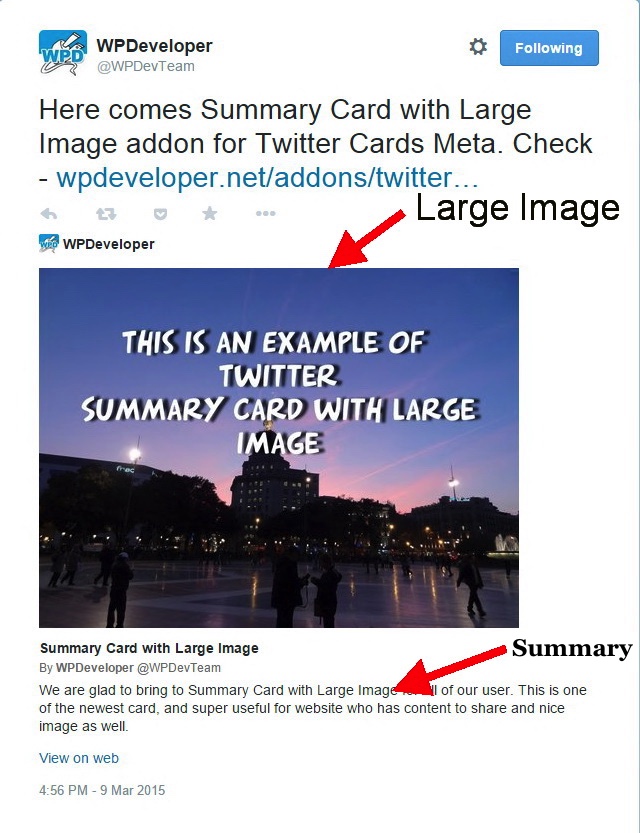 WPD
WPDeveloper
@WPDevTeam
Following
Here comes Summary Card with Large
Image addon for Twitter Cards Meta. Check
- wpdeveloper.net/addons/twitter…
Large Image
WPD WPDeveloper
THIS IS AN EXAMPLE OF
TWITTER
SUMMARY CARD WITH LARGE
IMAGE
fnac
Summary Card with Large Image
Summary
By WPDeveloper @WPDevTeam
We are glad to bring to Summary Card with Large Image for all of our user. This is one
of the newest card, and super useful for website who has content to share and nice
image as well.
View on web
4:56 PM - 9 Mar 2015